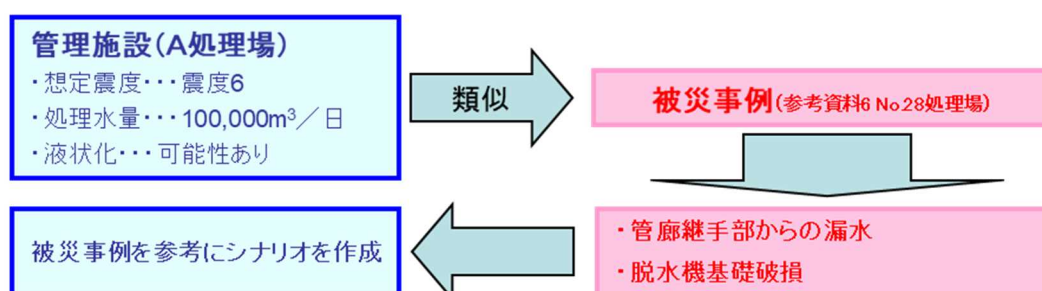 管理施設(A処理場)
・想定震度・・・震度6
・処理水量・・・100,000m³/日
・液状化・・・可能性あり
類似
被災事例(参考資料6 No.28処理場)
・管廊継手部からの漏水
・脱水機基礎破損
被災事例を参考にシナリオを作成